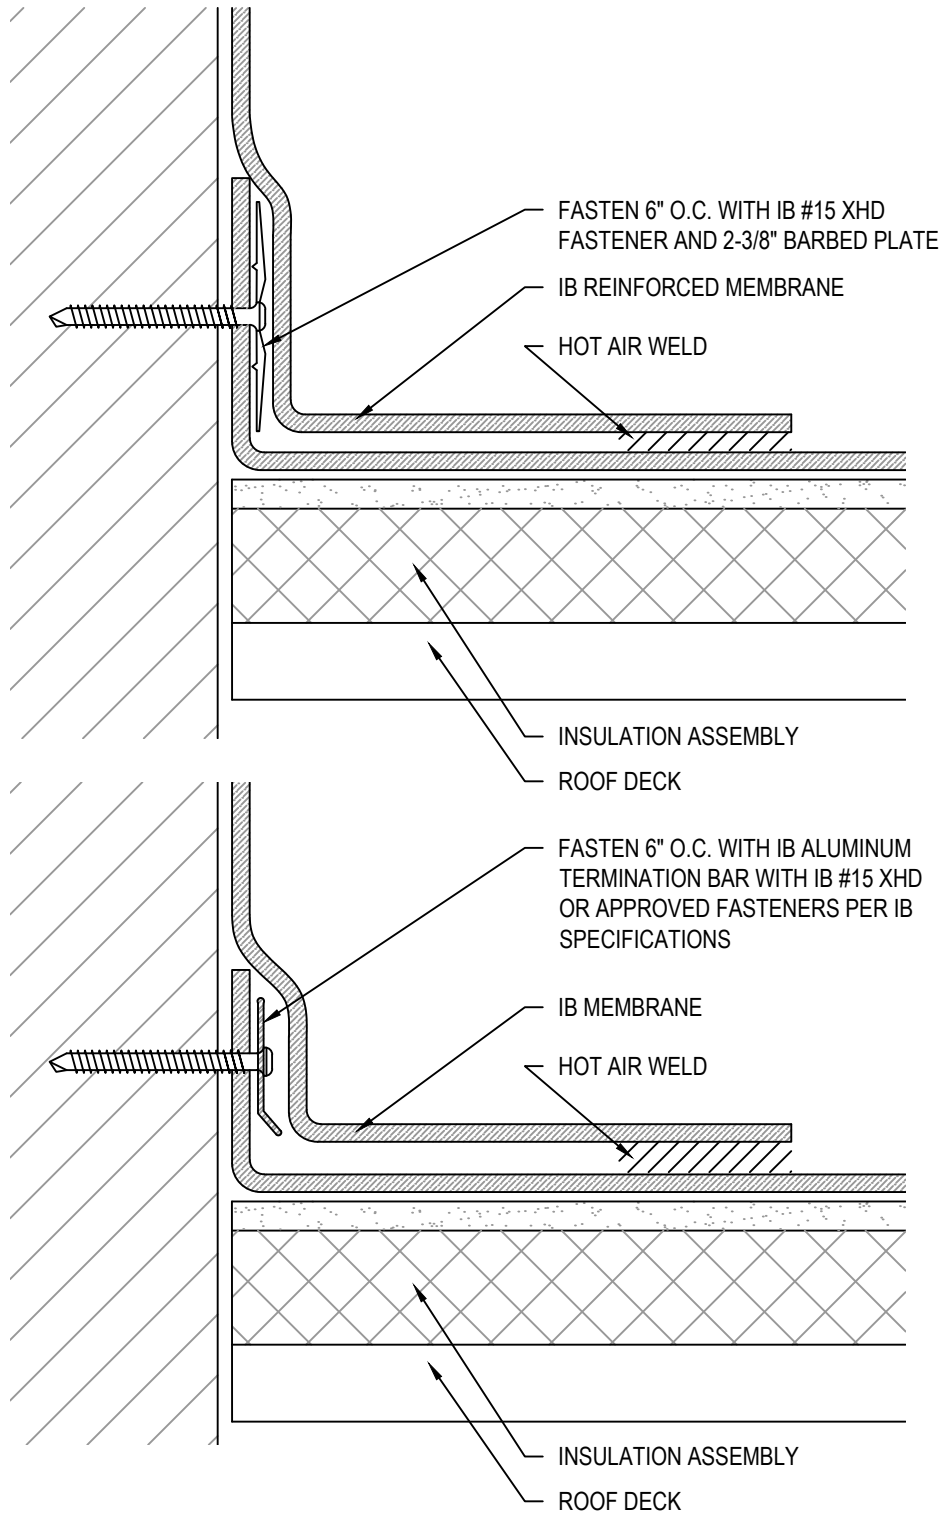 FASTEN 6" O.C. WITH IB #15 XHD
FASTENER AND 2-3/8" BARBED PLATE
IB REINFORCED MEMBRANE
HOT AIR WELD
INSULATION ASSEMBLY
ROOF DECK
FASTEN 6" O.C. WITH IB ALUMINUM
TERMINATION BAR WITH IB #15 XHD
OR APPROVED FASTENERS PER IB
SPECIFICATIONS
IB MEMBRANE
HOT AIR WELD
INSULATION ASSEMBLY
ROOF DECK